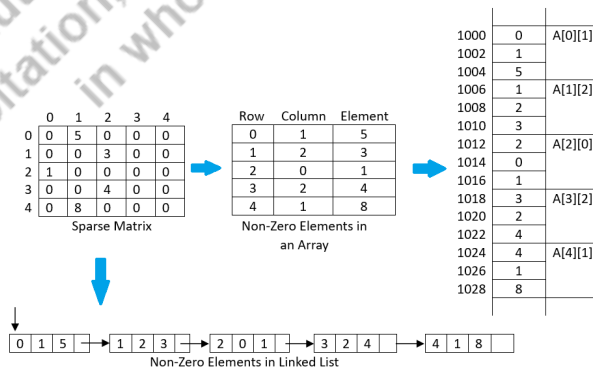 0 1 2 3 4
0 0 5 0 0 0
1 0 0 3 0 0
2 1 0 0 0 0
3 0 0 4 0 0
4 0 8 0 0 0
Sparse Matrix
Row Column Element
0 1 5
1 2 3
2 0 1
3 2 4
4 1 8
Non-Zero Elements in
an Array
1000 0 A[0][1]
1002 1
1004 5
1006 1 A[1][2]
1008 2
1010 3
1012 2 A[2][0]
1014 0
1016 1
1018 3 A[3][2]
1020 2
1022 4
1024 4 A[4][1]
1026 1
1028 8
0 1 5 1 2 3 2 0 1 3 2 4 4 1 8
Non-Zero Elements in Linked List
in who